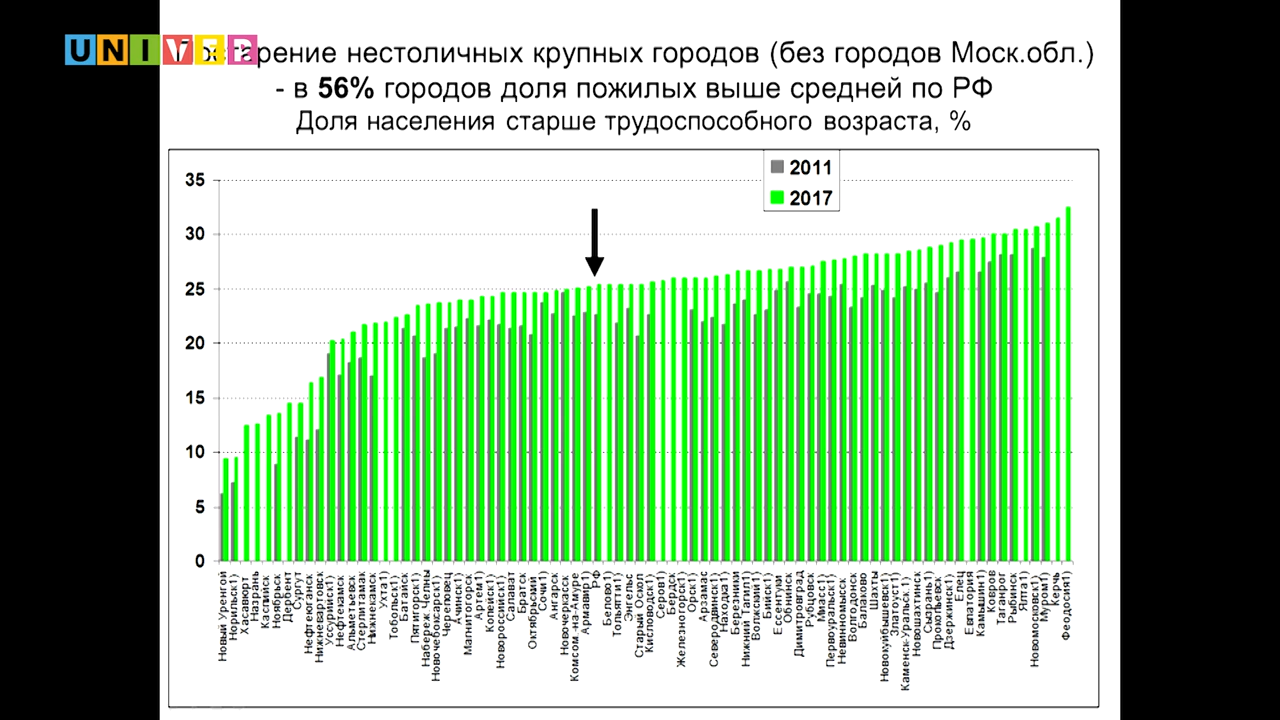 UNIVER
Постарение нестоличных крупных городов (без городов Моск.обл.)
- в 56% городов доля пожилых выше средней по РФ
Доля населения старше трудоспособного возраста, %
2011
2017
35
30
25
20
15
10
5
0
Новый Уренгой
Норильск1)
Хасавюрт
Назрань
Каспийск
Ноябрьск
Дербент
Сургут
Нефтеюганск
Нижневартовск
Уссурийск1)
Нефтекамск
Альметьевск
Стерлитамак
Нижнекамск
Ухта1)
Тобольск1)
Батайск
Пятигорск1)
Набереж.Челны
Новочебоксарск1)
Череповец
Ачинск1)
Магнитогорск
Артем1)
Копейск1)
Новороссийск1)
Салават
Братск
Октябрьский
Сочи1)
Ангарск
Новочеркасск
Комсом.-на-Амуре
Армавир1)
РФ
Белово1)
Тольятти1)
Энгельс
Старый Оскол
Кисловодск1)
Серов1)
Бердск
Железногорск1)
Орск1)
Арзамас
Северодвинск1)
Находка1)
Березники
Нижний Тагил1)
Волжский1)
Бийск1)
Ессентуки
Обнинск
Димитровград
Рубцовск
Миасс1)
Первоуральск1)
Невинномысск
Волгодонск
Балаково
Шахты
Новокуйбышевск1)
Златоуст1)
Каменск-Уральск.1)
Новошахтинск
Сызрань1)
Прокопьевск
Дзержинск1)
Елец
Евпатория
Камышин1)
Ковров
Таганрог
Рыбинск
Ялта1)
Новомосковск1)
Муром1)
Керчь
Феодосия1)